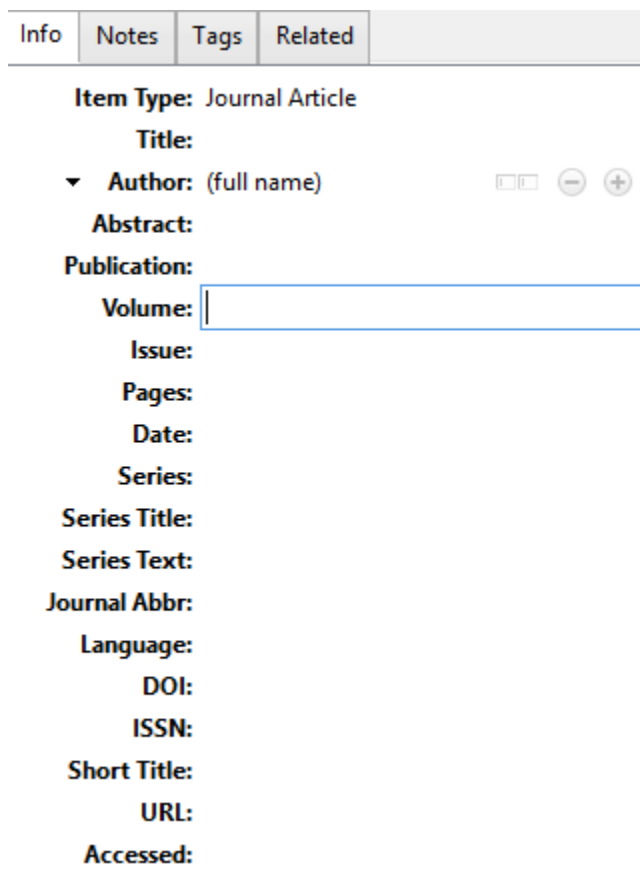 Info Notes Tags Related
Item Type: Journal Article
Title:
Author: (full name)
Abstract:
Publication:
Volume:
Issue:
Pages:
Date:
Series:
Series Title:
Series Text:
Journal Abbr:
Language:
DOI:
ISSN:
Short Title:
URL:
Accessed: